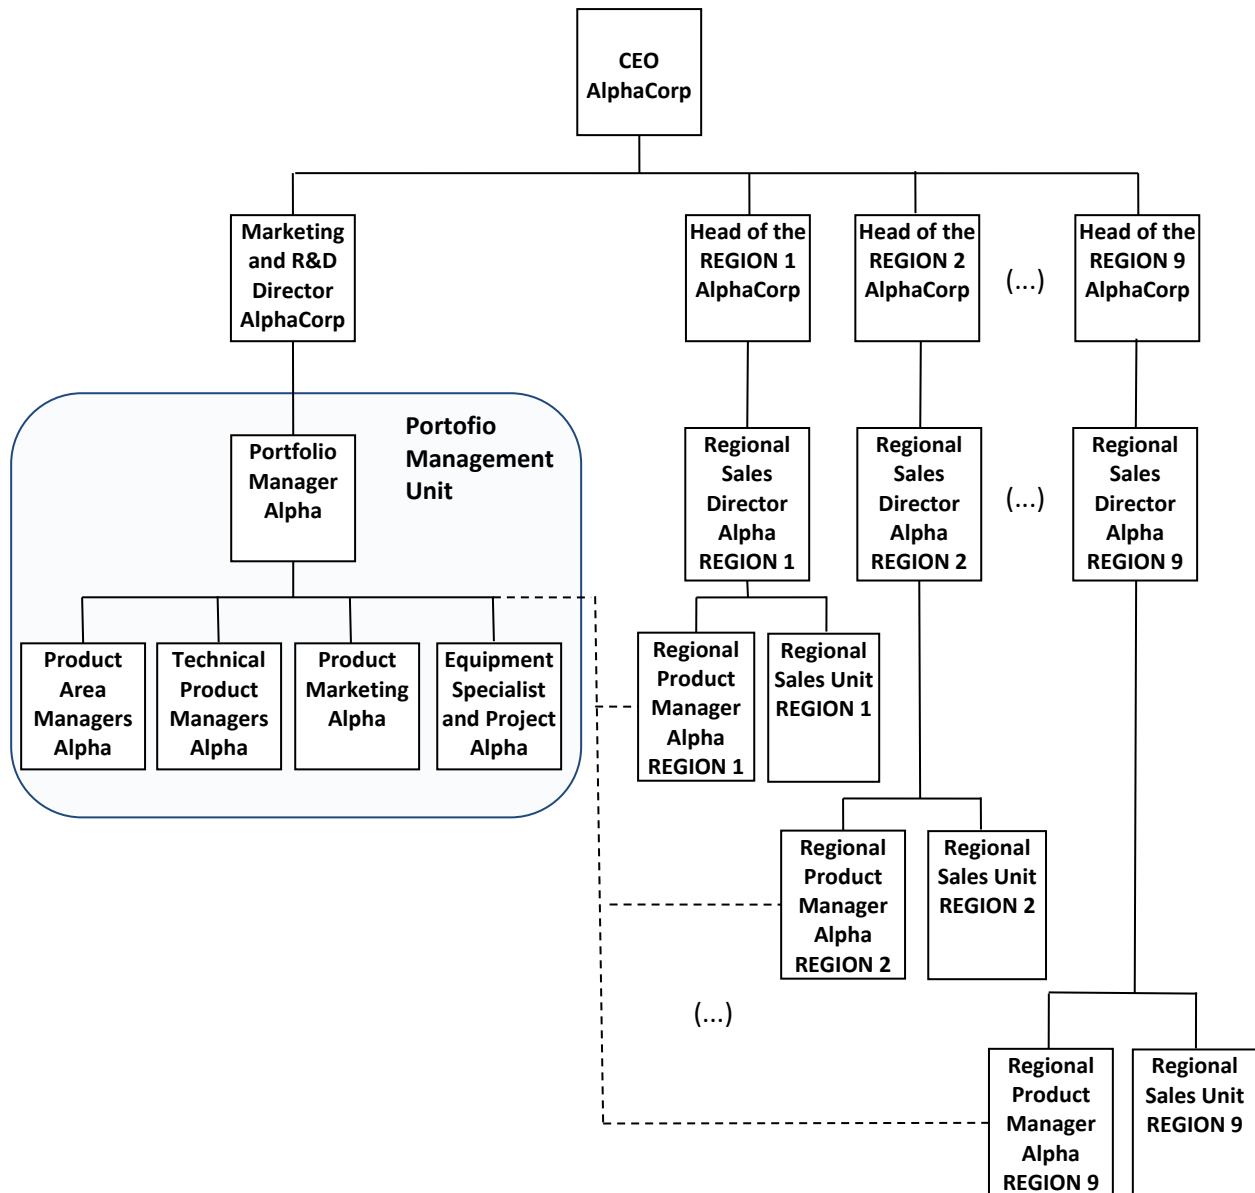 CEO
AlphaCorp
Marketing
and R&D
Director
AlphaCorp
Head of the
REGION 1
AlphaCorp
Head of the
REGION 2
AlphaCorp
(...)
Head of the
REGION 9
AlphaCorp
Portofio
Management
Unit
Portfolio
Manager
Alpha
Regional
Sales
Director
Alpha
REGION 1
Regional
Sales
Director
Alpha
REGION 2
(...)
Regional
Sales
Director
Alpha
REGION 9
Product
Area
Managers
Alpha
Technical
Product
Managers
Alpha
Product
Marketing
Alpha
Equipment
Specialist
and Project
Alpha
Regional
Product
Manager
Alpha
REGION 1
Regional
Sales Unit
REGION 1
Regional
Product
Manager
Alpha
REGION 2
Regional
Sales Unit
REGION 2
(...)
Regional
Product
Manager
Alpha
REGION 9
Regional
Sales Unit
REGION 9